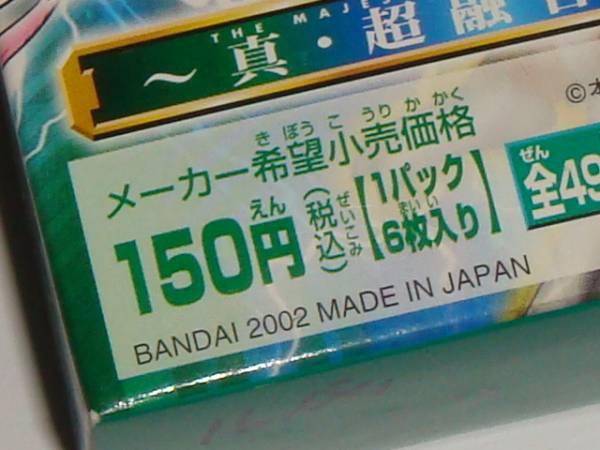 THE MAJE
～真・超融合
©オ
メーカー希望小売価格
きぼうこうりかかく
150円
えん
(税込)
ぜいこみ
【1パック
6枚入り】
まいい
全49
ぜん
BANDAI 2002 MADE IN JAPAN